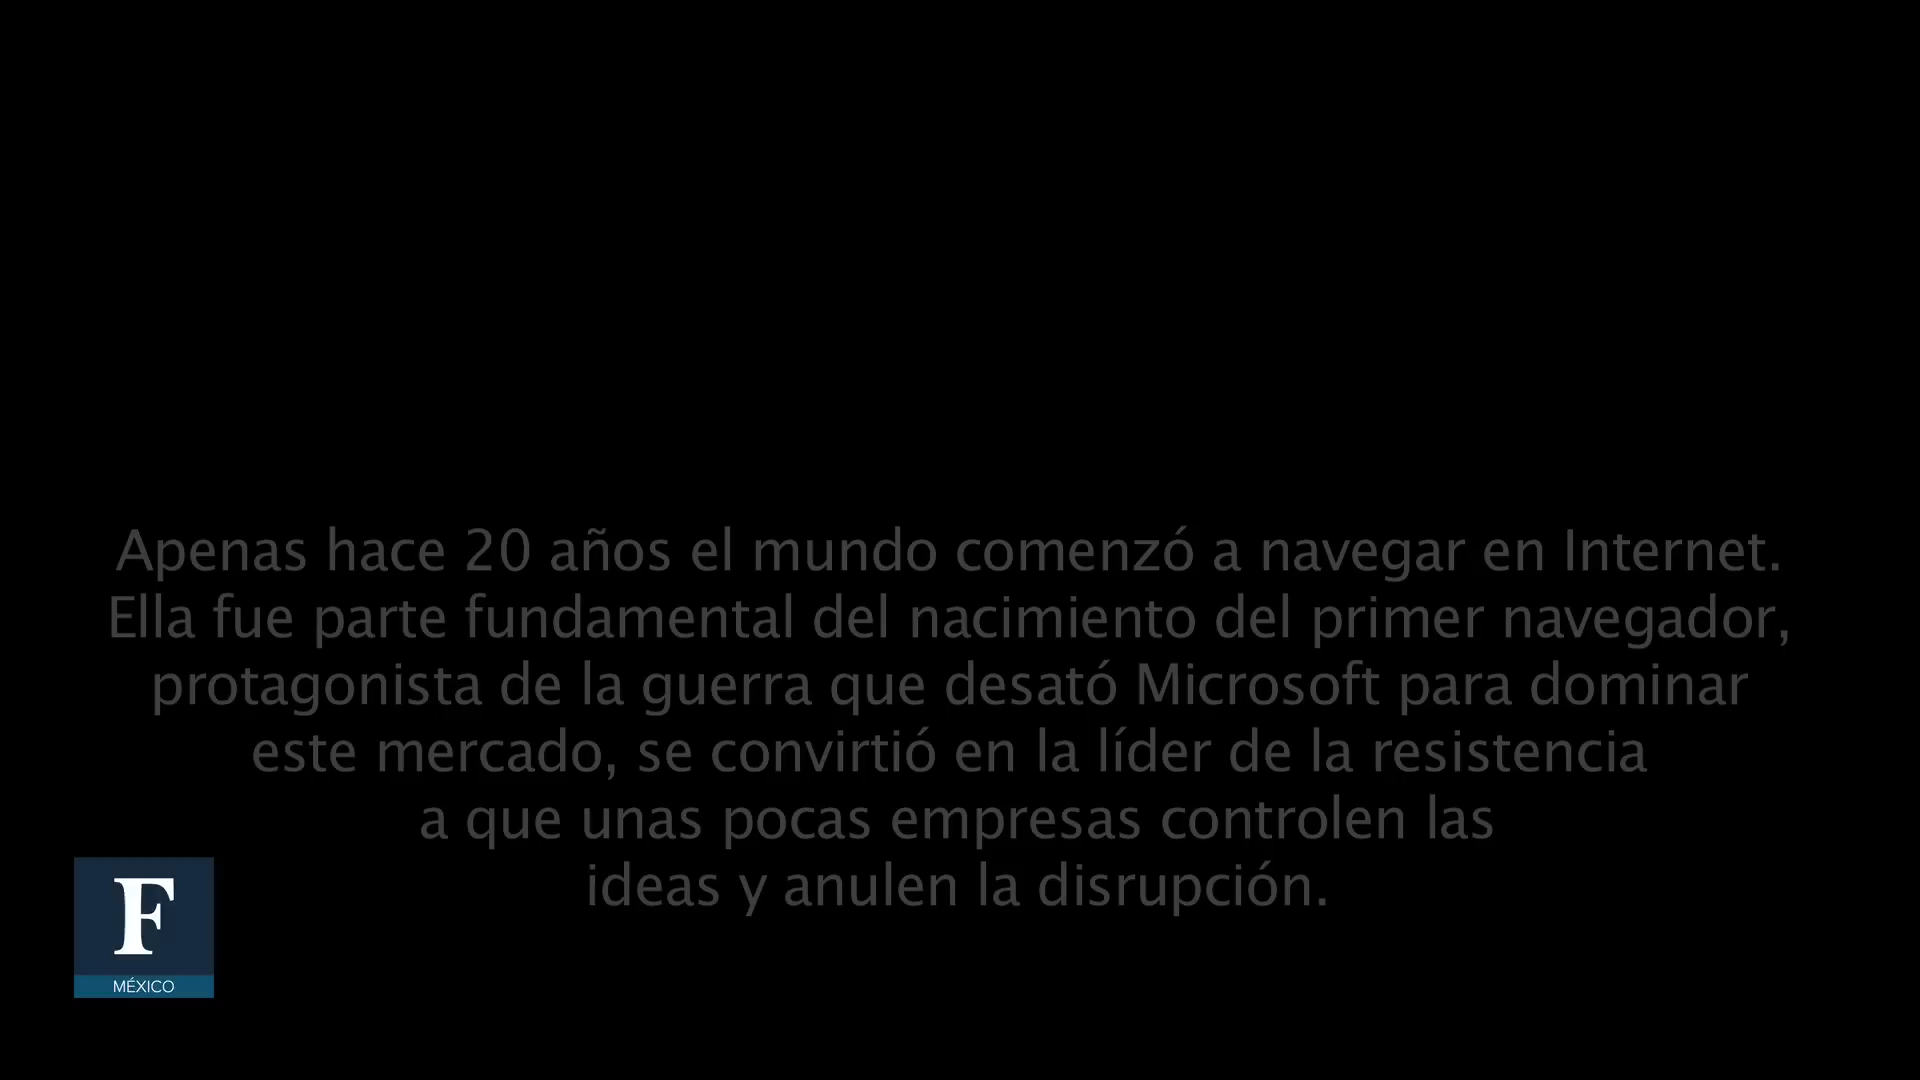 Apenas hace 20 años el mundo comenzó a navegar en Internet.
Ella fue parte fundamental del nacimiento del primer navegador,
protagonista de la guerra que desató Microsoft para dominar
este mercado, se convirtió en la líder de la resistencia
a que unas pocas empresas controlen las
ideas y anulen la disrupción.
F
MÉXICO